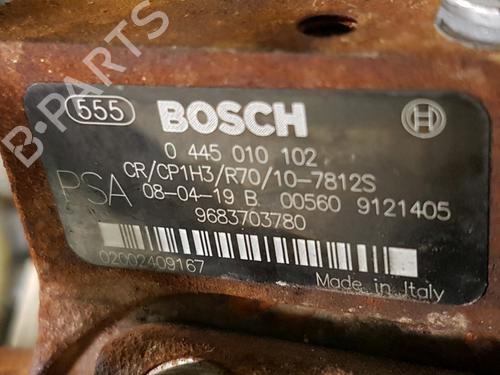 B-PARTS
555 BOSCH
0 445 010 102
CR/CP1H3/R70/10-7812S
PSA 08-04-19 B 00560 9121405
9683703780
02002409167
Made in Italy